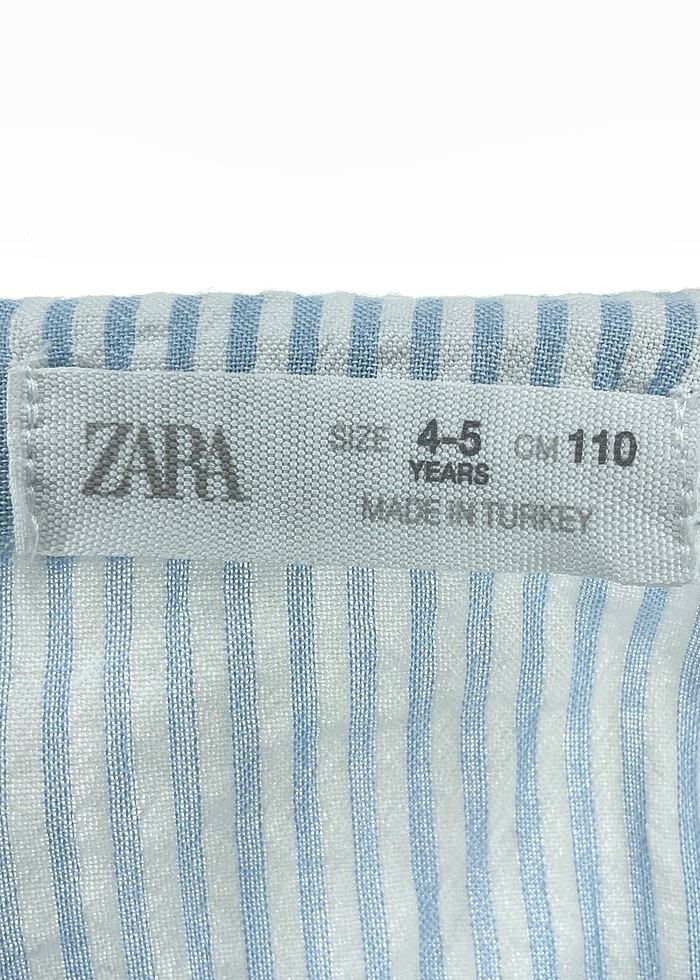 ZARA
SIZE 4-5 CM 110
YEARS
MADE IN TURKEY